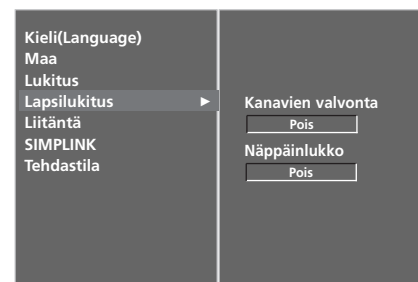 Kieli(Language)
Maa
Lukitus
Lapsilukitus ►
Liitäntä
SIMPLINK
Tehdastila
Kanavien valvonta
Pois
Näppäinlukko
Pois